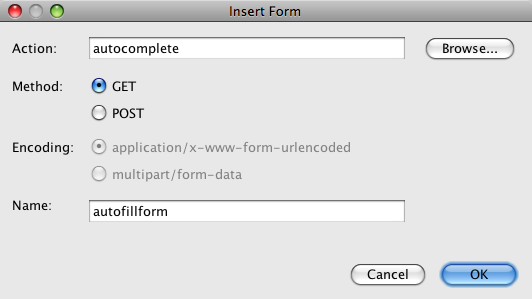 Insert Form
Action: autocomplete Browse...
Method: GET
POST
Encoding: application/x-www-form-urlencoded
multipart/form-data
Name: autofillform
Cancel OK